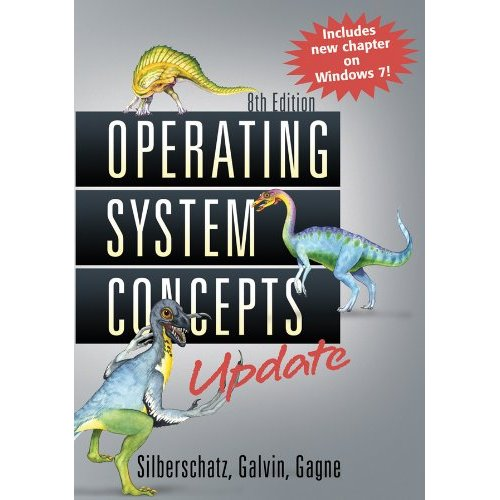 Includes
new chapter
on
Windows 7!
8th Edition
OPERATING
SYSTEM
CONCEPTS
Update
Silberschatz, Galvin, Gagne